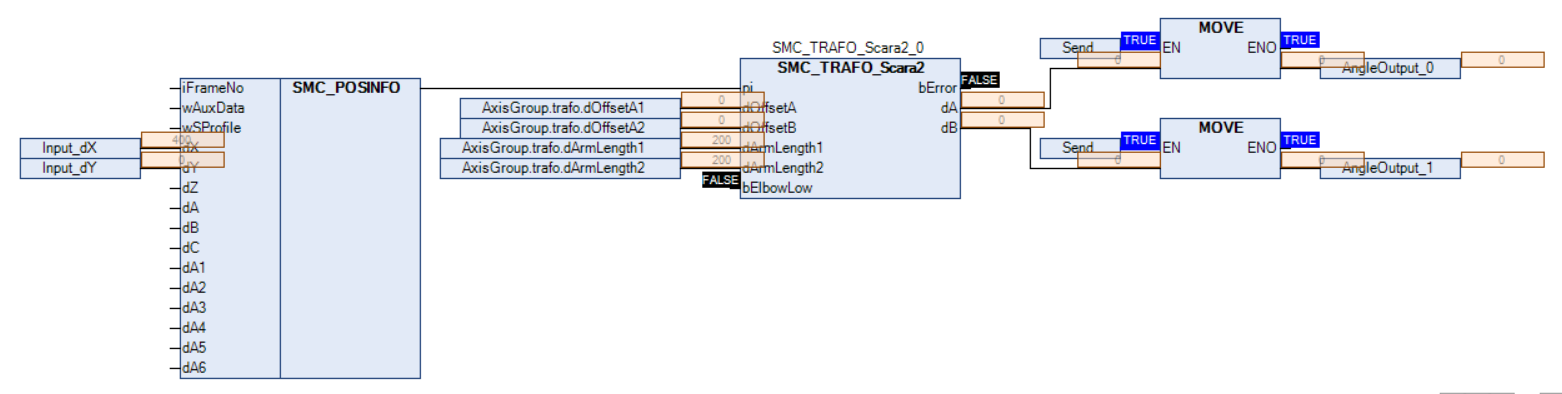 SMC_POSINFO
iFrameNo
wAuxData
wSProfile
Input_dX 400 dX
Input_dY 0 dY
dZ
dA
dB
dC
dA1
dA2
dA3
dA4
dA5
dA6
SMC_TRAFO_Scara2_0
SMC_TRAFO_Scara2
pi bError FALSE
AxisGroup.trafo.dOffsetA1 0 dOffsetA dA 0
AxisGroup.trafo.dOffsetA2 0 dOffsetB dB 0
AxisGroup.trafo.dArmLength1 200 dArmLength1
AxisGroup.trafo.dArmLength2 200 dArmLength2
FALSE bElbowLow
MOVE
Send TRUE EN ENO TRUE
0 0 AngleOutput_0 0
MOVE
Send TRUE EN ENO TRUE
0 0 AngleOutput_1 0